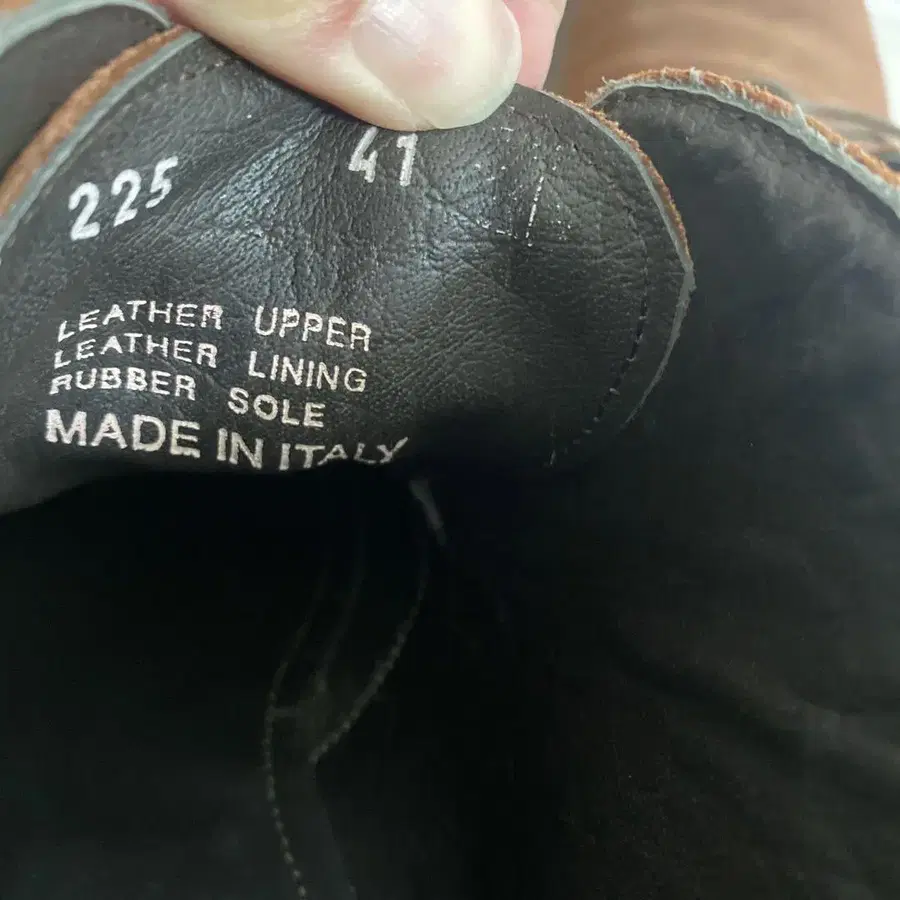 225 41
LEATHER UPPER
LEATHER LINING
RUBBER SOLE
MADE IN ITALY